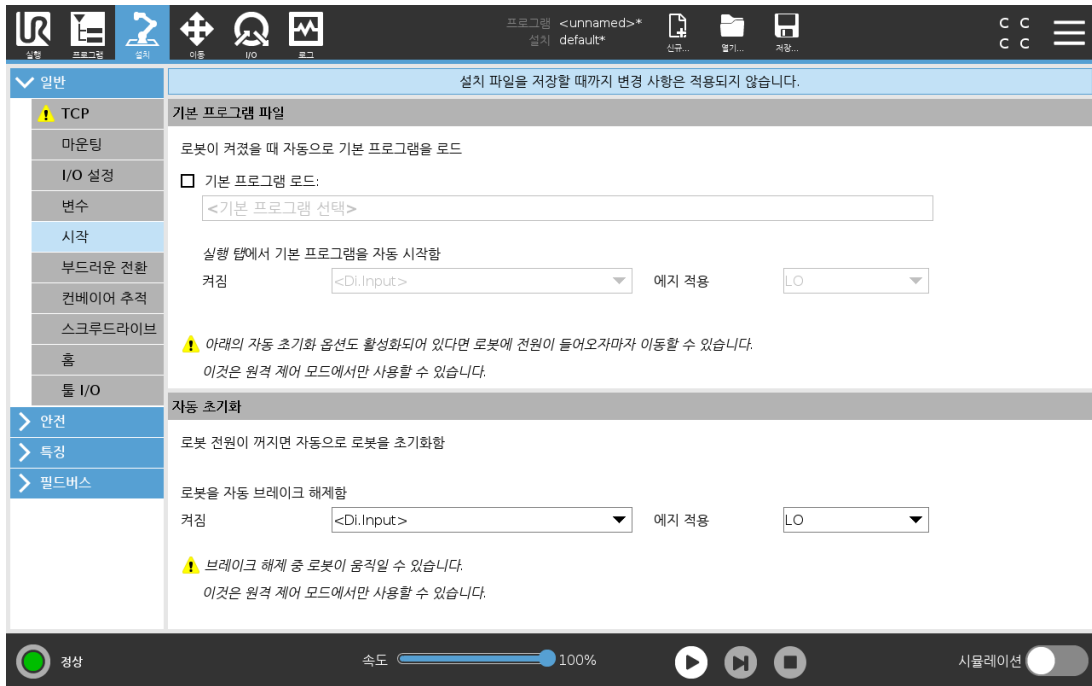 UR
프로그램 <unnamed>*
설치 default*
실행 프로그램 설치 이동 I/O 로그
신규... 열기... 저장...
C C
C C
일반
TCP
마운팅
I/O 설정
변수
시작
부드러운 전환
컨베이어 추적
스크루드라이브
홈
툴 I/O
안전
특징
필드버스
설치 파일을 저장할 때까지 변경 사항은 적용되지 않습니다.
기본 프로그램 파일
로봇이 켜졌을 때 자동으로 기본 프로그램을 로드
기본 프로그램 로드:
<기본 프로그램 선택>
실행 탭에서 기본 프로그램을 자동 시작함
켜짐 <Di.Input> 에지 적용 LO
아래의 자동 초기화 옵션도 활성화되어 있다면 로봇에 전원이 들어오자마자 이동할 수 있습니다.
이것은 원격 제어 모드에서만 사용할 수 있습니다.
자동 초기화
로봇 전원이 꺼지면 자동으로 로봇을 초기화함
로봇을 자동 브레이크 해제함
켜짐 <Di.Input> 에지 적용 LO
브레이크 해제 중 로봇이 움직일 수 있습니다.
이것은 원격 제어 모드에서만 사용할 수 있습니다.
정상
속도 100%
시뮬레이션